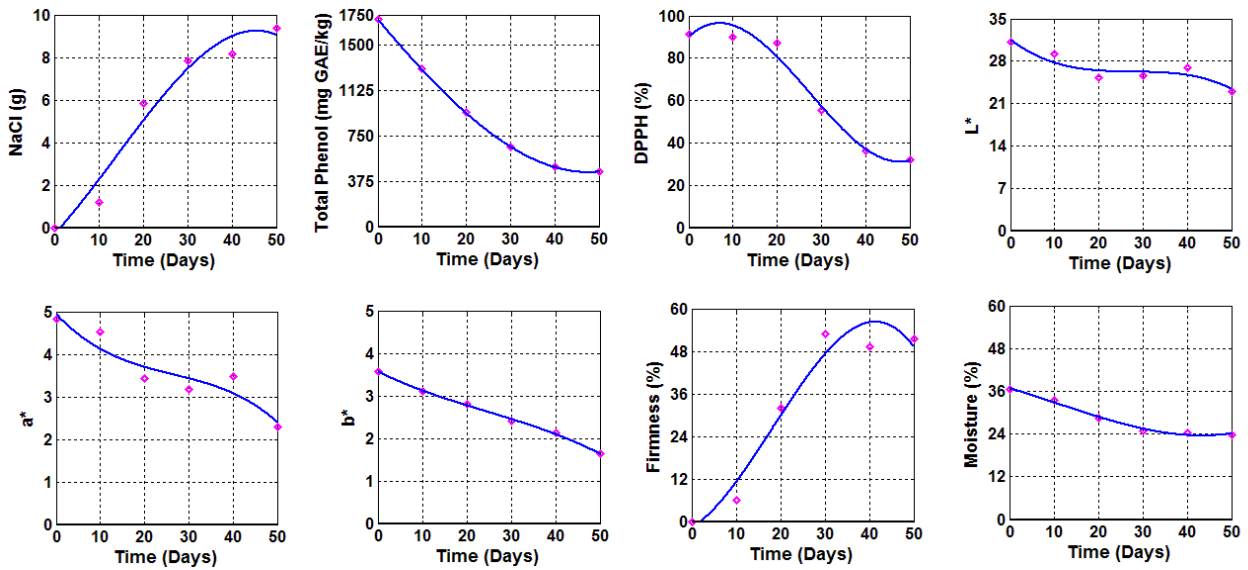 NaCl (g)
10
8
6
4
2
0
0 10 20 30 40 50
Time (Days)
Total Phenol (mg GAE/kg)
1750
1500
1125
750
375
0
0 10 20 30 40 50
Time (Days)
DPPH (%)
100
80
60
40
20
0
0 10 20 30 40 50
Time (Days)
L*
35
28
21
14
7
0
0 10 20 30 40 50
Time (Days)
a*
5
4
3
2
1
0
0 10 20 30 40 50
Time (Days)
b*
5
4
3
2
1
0
0 10 20 30 40 50
Time (Days)
Firmness (%)
60
48
36
24
12
0
0 10 20 30 40 50
Time (Days)
Moisture (%)
60
48
36
24
12
0
0 10 20 30 40 50
Time (Days)